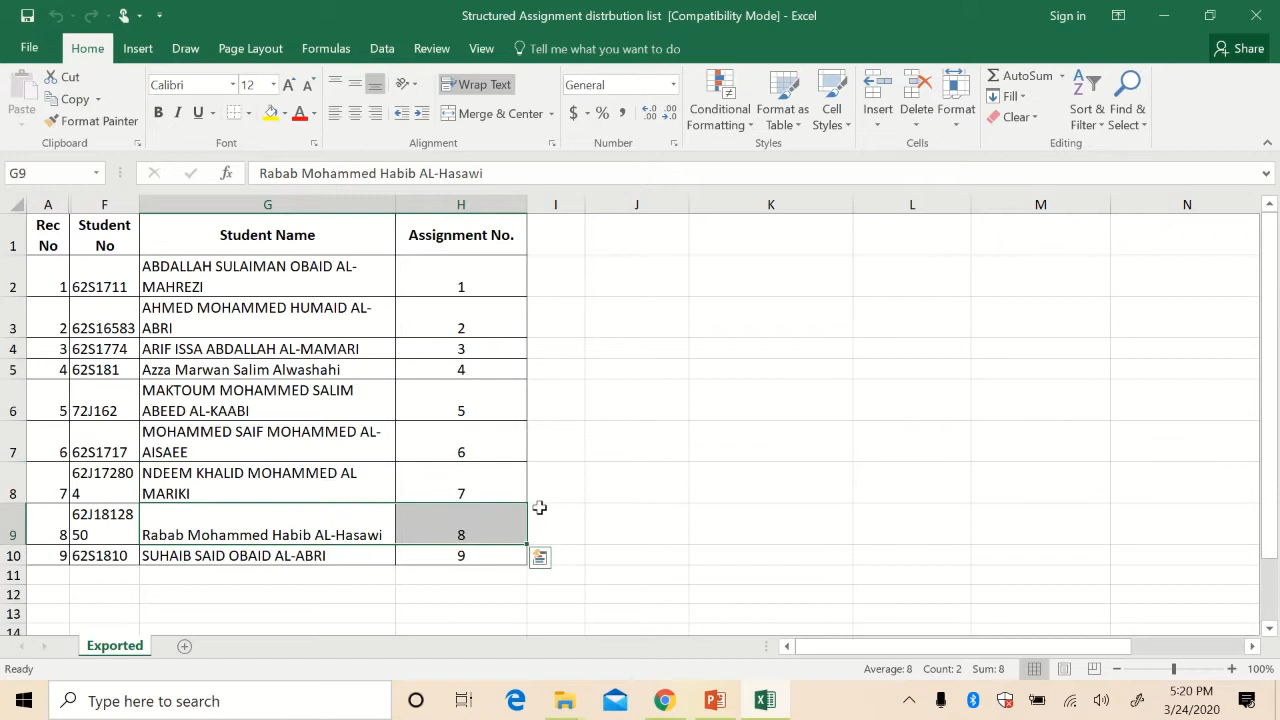 Structured Assignment distrbution list [Compatibility Mode] - Excel
Sign in
File Home Insert Draw Page Layout Formulas Data Review View Tell me what you want to do Share
Paste
Cut
Copy
Format Painter
Clipboard
Calibri 12
B I U
Font
Wrap Text
Merge & Center
Alignment
General
$ % ,
Number
Conditional Formatting
Format as Table
Cell Styles
Styles
Insert Delete Format
Cells
AutoSum
Fill
Clear
Sort & Filter
Find & Select
Editing
G9 fx Rabab Mohammed Habib AL-Hasawi
A F G H I J K L M N
1 Rec No Student No Student Name Assignment No.
2 1 62S1711 ABDALLAH SULAIMAN OBAID AL-
MAHREZI 1
3 2 62S16583 AHMED MOHAMMED HUMAID AL-
ABRI 2
4 3 62S1774 ARIF ISSA ABDALLAH AL-MAMARI 3
5 4 62S181 Azza Marwan Salim Alwashahi 4
6 5 72J162 MAKTOUM MOHAMMED SALIM
ABEED AL-KAABI 5
7 6 62S1717 MOHAMMED SAIF MOHAMMED AL-
AISAEE 6
62J17280 NDEEM KHALID MOHAMMED AL
8 7 4 MARIKI 7
62J18128
9 8 50 Rabab Mohammed Habib AL-Hasawi 8
10 9 62S1810 SUHAIB SAID OBAID AL-ABRI 9
11
12
13
14
Exported
Ready Average: 8 Count: 2 Sum: 8 100%
Type here to search
5:20 PM
3/24/2020